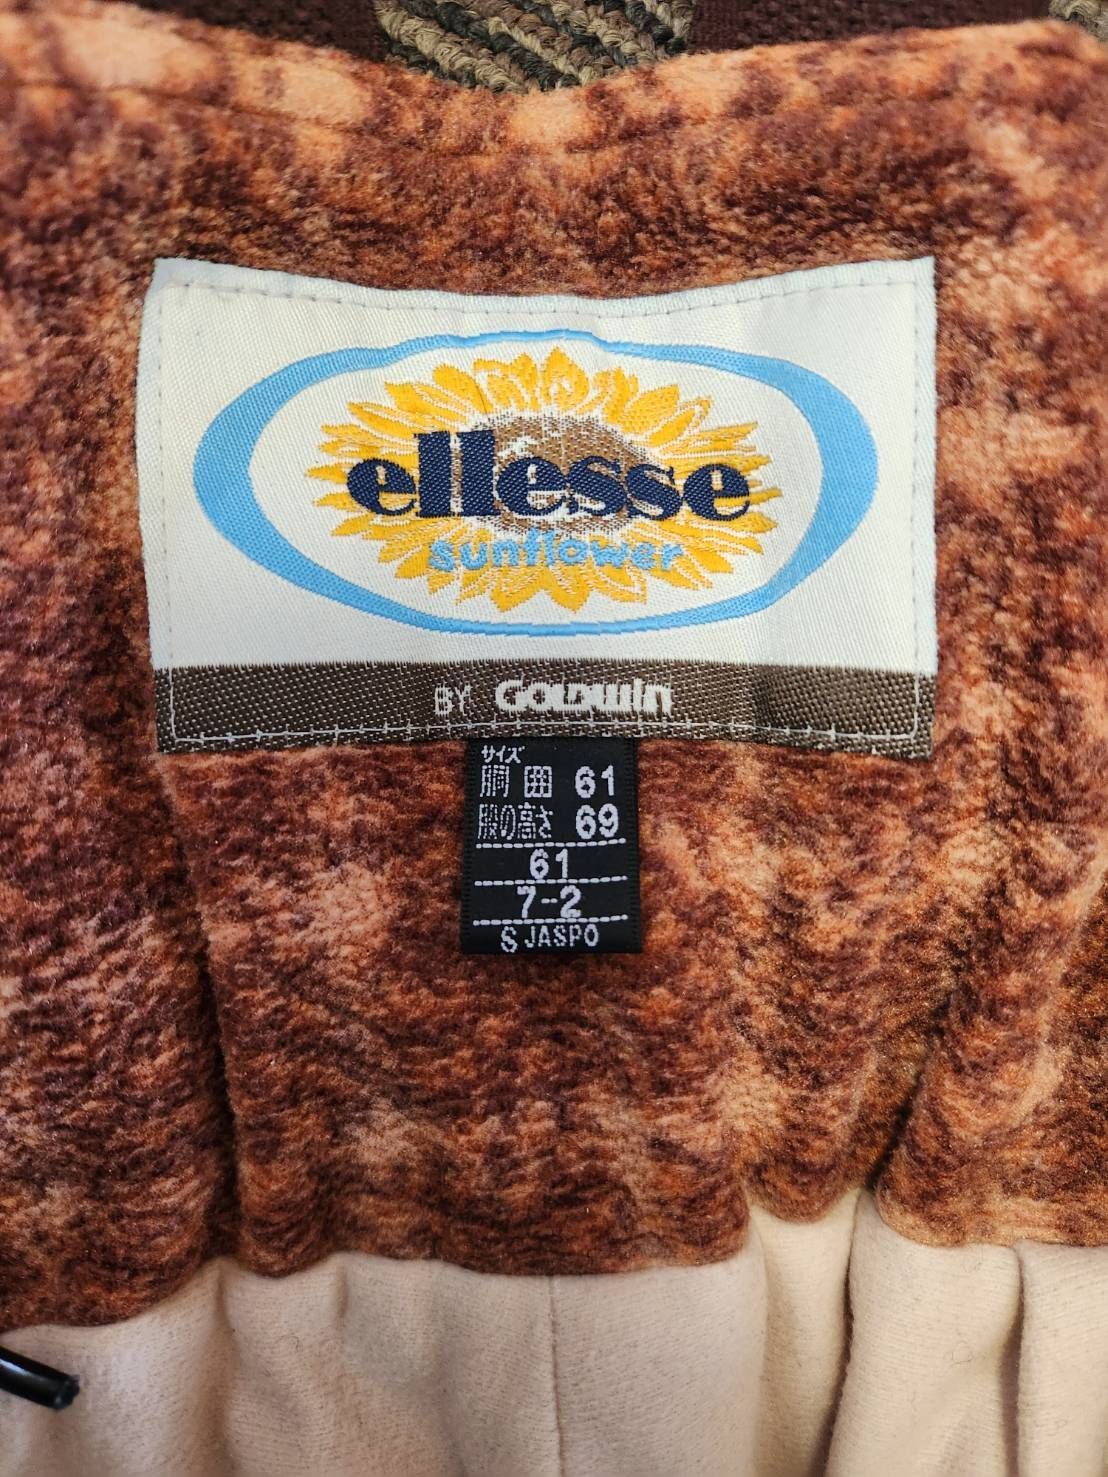 ellesse
sunflower
BY GOLDWIN
サイズ
胴囲 61
股の高さ 69
61
7-2
S JASPO